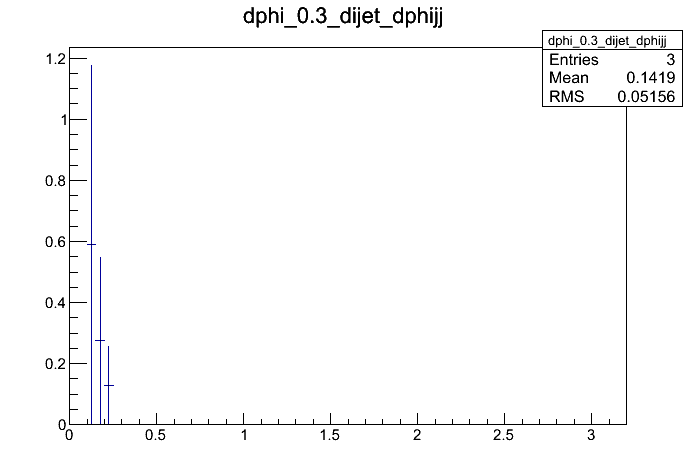 dphi_0.3_dijet_dphijj
dphi_0.3_dijet_dphijj
Entries 3
Mean 0.1419
RMS 0.05156
1.2
1
0.8
0.6
0.4
0.2
0
0 0.5 1 1.5 2 2.5 3